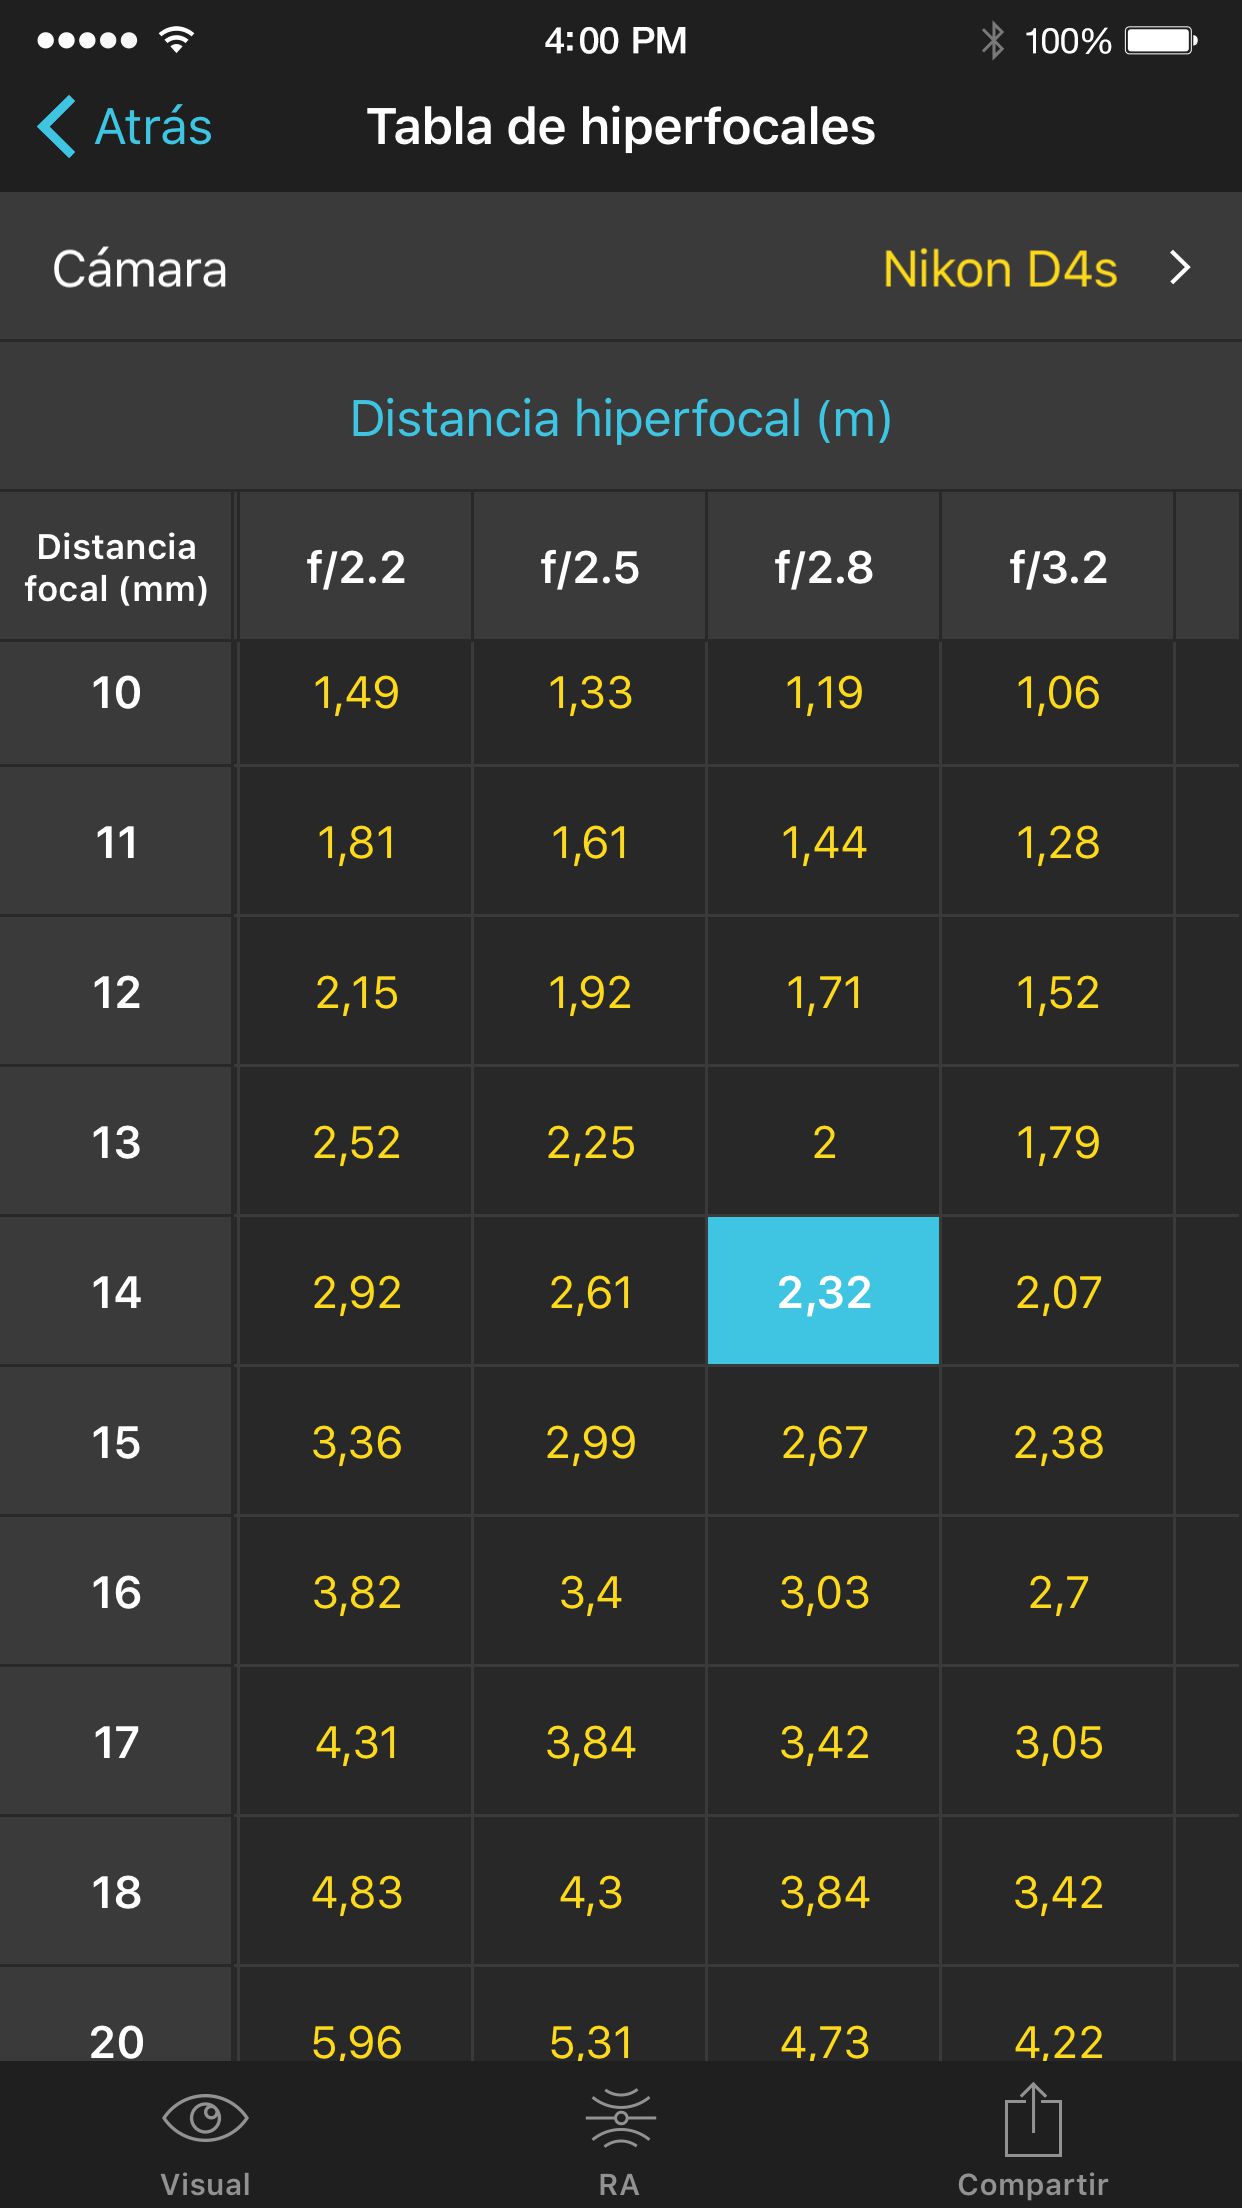 4:00 PM 100%
Atrás Tabla de hiperfocales
Cámara Nikon D4s
Distancia hiperfocal (m)
Distancia
focal (mm) f/2.2 f/2.5 f/2.8 f/3.2
10 1,49 1,33 1,19 1,06
11 1,81 1,61 1,44 1,28
12 2,15 1,92 1,71 1,52
13 2,52 2,25 2 1,79
14 2,92 2,61 2,32 2,07
15 3,36 2,99 2,67 2,38
16 3,82 3,4 3,03 2,7
17 4,31 3,84 3,42 3,05
18 4,83 4,3 3,84 3,42
20 5,96 5,31 4,73 4,22
Visual RA Compartir